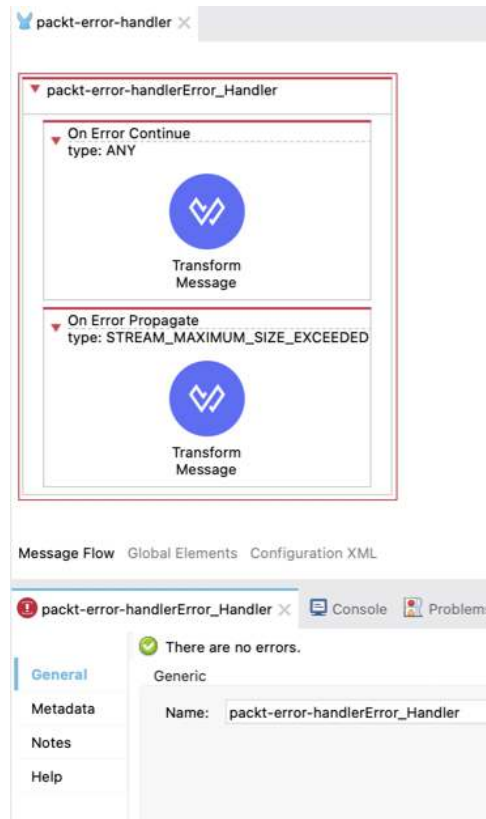 packt-error-handler
packt-error-handlerError_Handler
On Error Continue
type: ANY
Transform
Message
On Error Propagate
type: STREAM_MAXIMUM_SIZE_EXCEEDED
Transform
Message
Message Flow Global Elements Configuration XML
packt-error-handlerError_Handler Console Problems
There are no errors.
General
Generic
Metadata
Name: packt-error-handlerError_Handler
Notes
Help